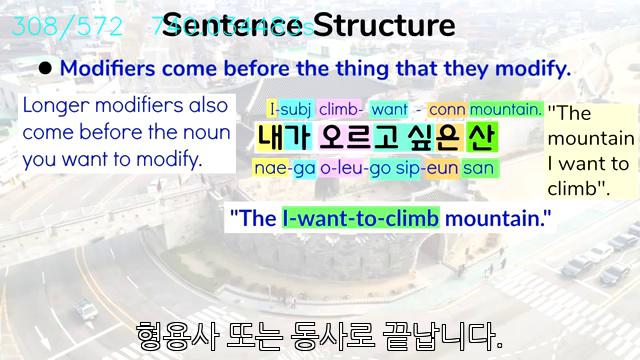 308/572
Sentence Structure
Modifiers come before the thing that they modify.
Longer modifiers also
come before the noun
you want to modify.
I-subj climb- want - conn mountain.
내가 오르고 싶은 산
nae-ga o-leu-go sip-eun san
"The
mountain
I want to
climb".
"The I-want-to-climb mountain."
형용사 또는 동사로 끝납니다.